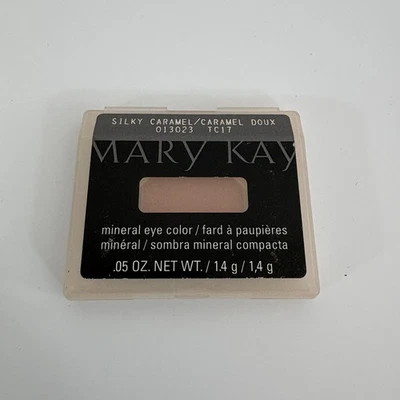 SILKY CARAMEL/CARAMEL DOUX
013023 TC17
MARY KAY
mineral eye color / fard à paupières
minéral / sombra mineral compacta
.05 OZ. NET WT. / 1.4 g / 1,4 g